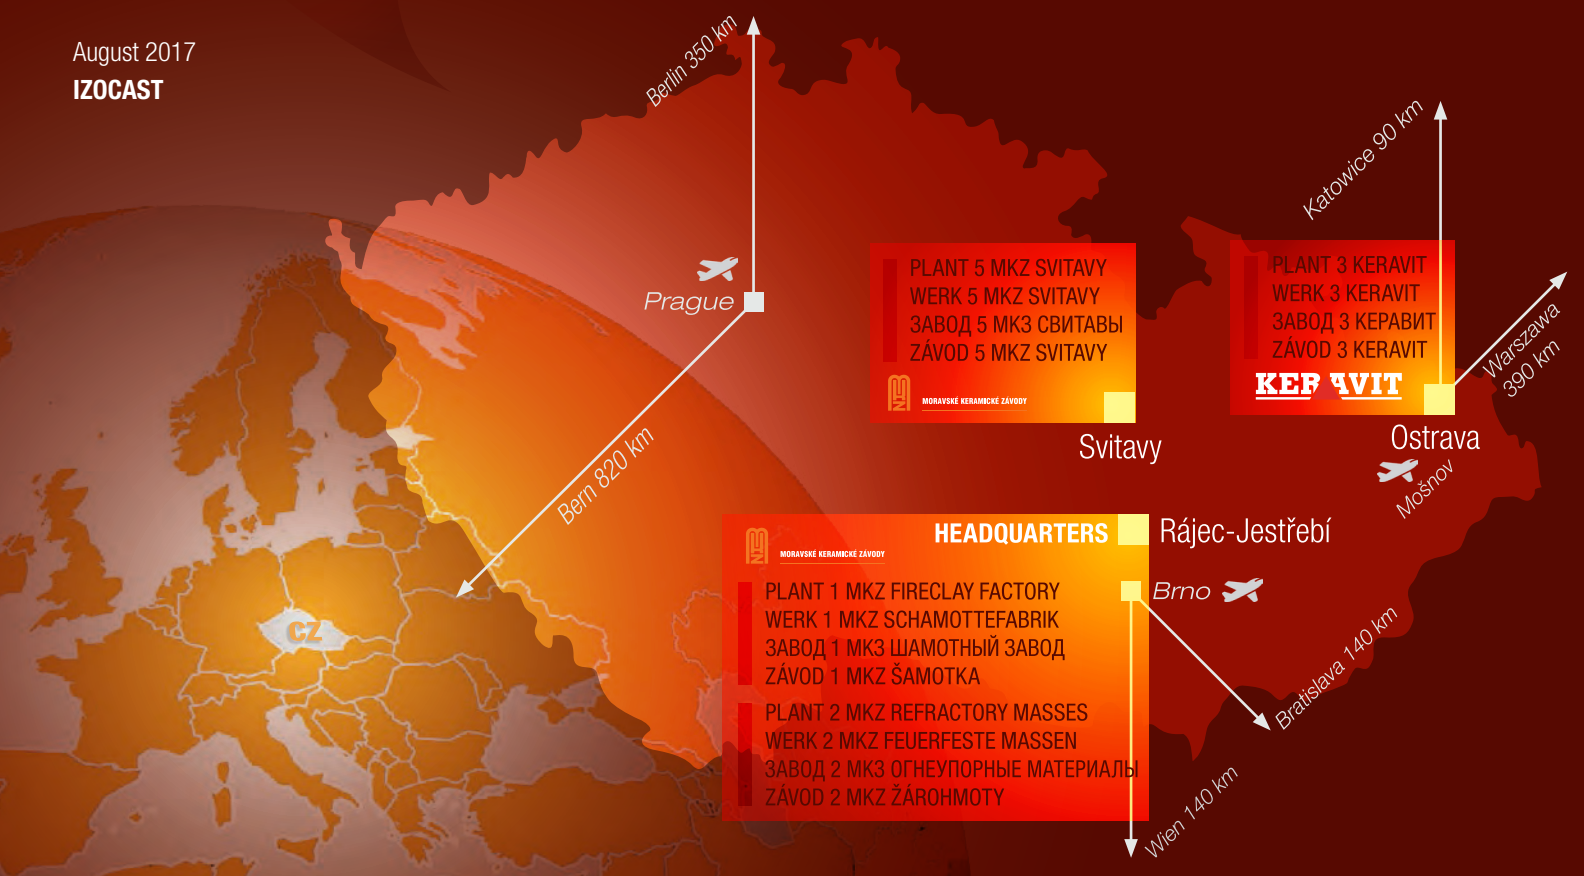 August 2017
IZOCAST
Berlin 350 km
Katowice 90 km
Prague
PLANT 5 MKZ SVITAVY
WERK 5 MKZ SVITAVY
ЗАВОД 5 МКЗ СВИТАВЫ
ZÁVOD 5 MKZ SVITAVY
MORAVSKÉ KERAMICKÉ ZÁVODY
Svitavy
PLANT 3 KERAVIT
WERK 3 KERAVIT
ЗАВОД 3 КЕРАВИТ
ZÁVOD 3 KERAVIT
KERAVIT
Warszawa
390 km
Ostrava
Mošnov
Bern 820 km
HEADQUARTERS
Rájec-Jestřebí
MORAVSKÉ KERAMICKÉ ZÁVODY
Brno
PLANT 1 MKZ FIRECLAY FACTORY
WERK 1 MKZ SCHAMOTTEFABRIK
ЗАВОД 1 МКЗ ШАМОТНЫЙ ЗАВОД
ZÁVOD 1 MKZ ŠAMOTKA
PLANT 2 MKZ REFRACTORY MASSES
WERK 2 MKZ FEUERFESTE MASSEN
ЗАВОД 2 МКЗ ОГНЕУПОРНЫЕ МАТЕРИАЛЫ
ZÁVOD 2 MKZ ŽÁROHMOTY
CZ
Bratislava 140 km
Wien 140 km